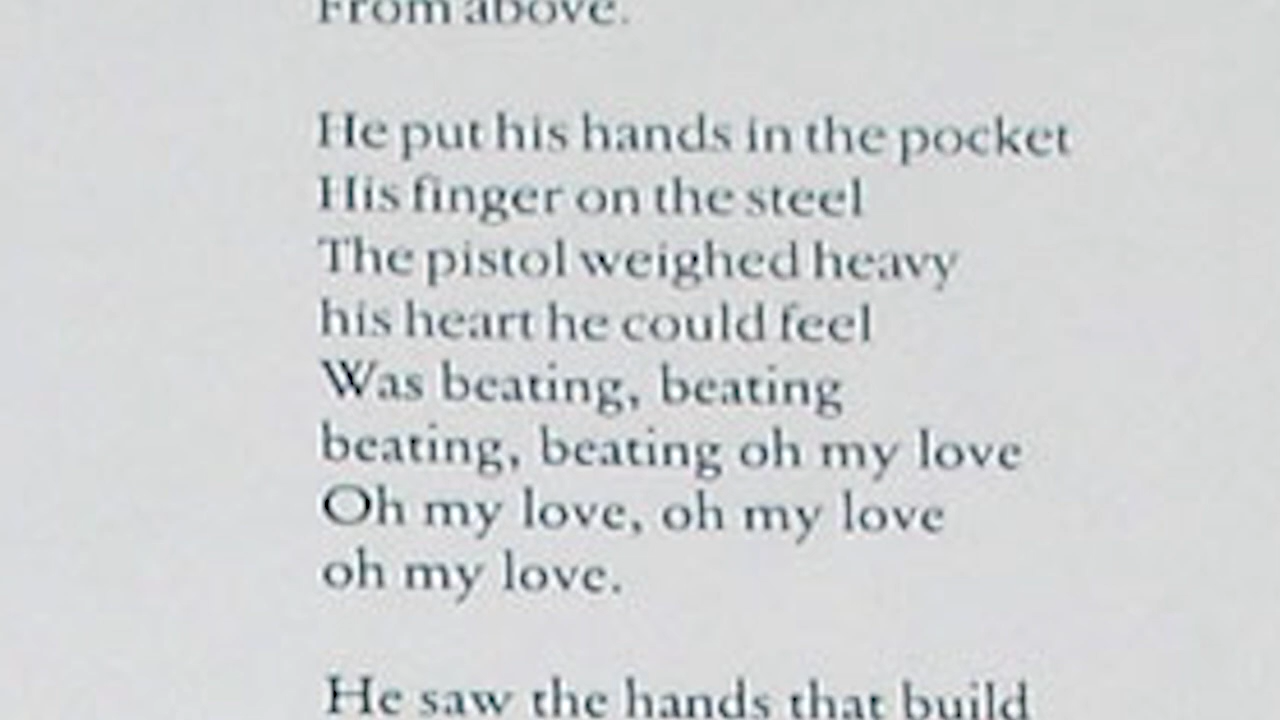 From above.
He put his hands in the pocket
His finger on the steel
The pistol weighed heavy
his heart he could feel
Was beating, beating
beating, beating oh my love
Oh my love, oh my love
oh my love.
He saw the hands that build